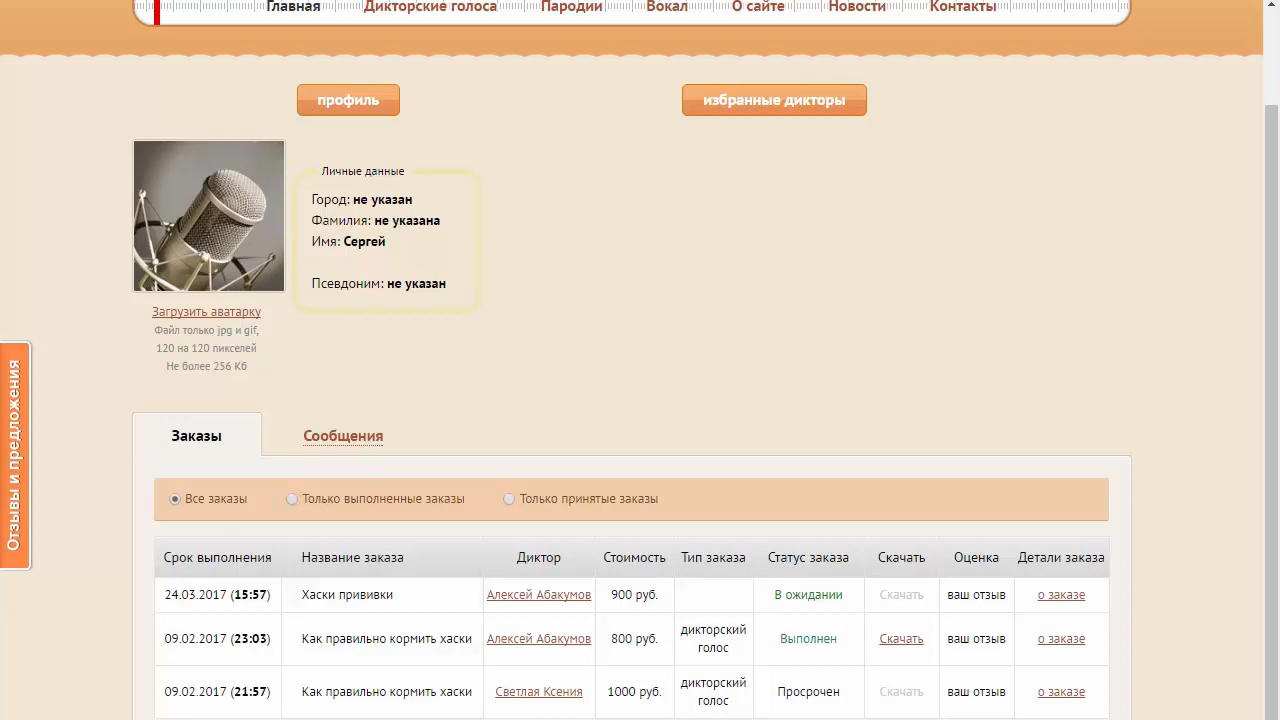 Главная Дикторские голоса Пародии Вокал О сайте Новости Контакты
профиль избранные дикторы
Личные данные
Город: не указан
Фамилия: не указана
Имя: Сергей
Псевдоним: не указан
Загрузить аватарку
Файл только jpg и gif,
120 на 120 пикселей
Не более 256 Кб
Отзывы и предложения
Заказы Сообщения
Все заказы Только выполненные заказы Только принятые заказы
Срок выполнения Название заказа Диктор Стоимость Тип заказа Статус заказа Скачать Оценка Детали заказа
24.03.2017 (15:57) Хаски прививки Алексей Абакумов 900 руб. В ожидании Скачать ваш отзыв о заказе
09.02.2017 (23:03) Как правильно кормить хаски Алексей Абакумов 800 руб. дикторский голос Выполнен Скачать ваш отзыв о заказе
09.02.2017 (21:57) Как правильно кормить хаски Светлая Ксения 1000 руб. дикторский голос Просрочен Скачать ваш отзыв о заказе